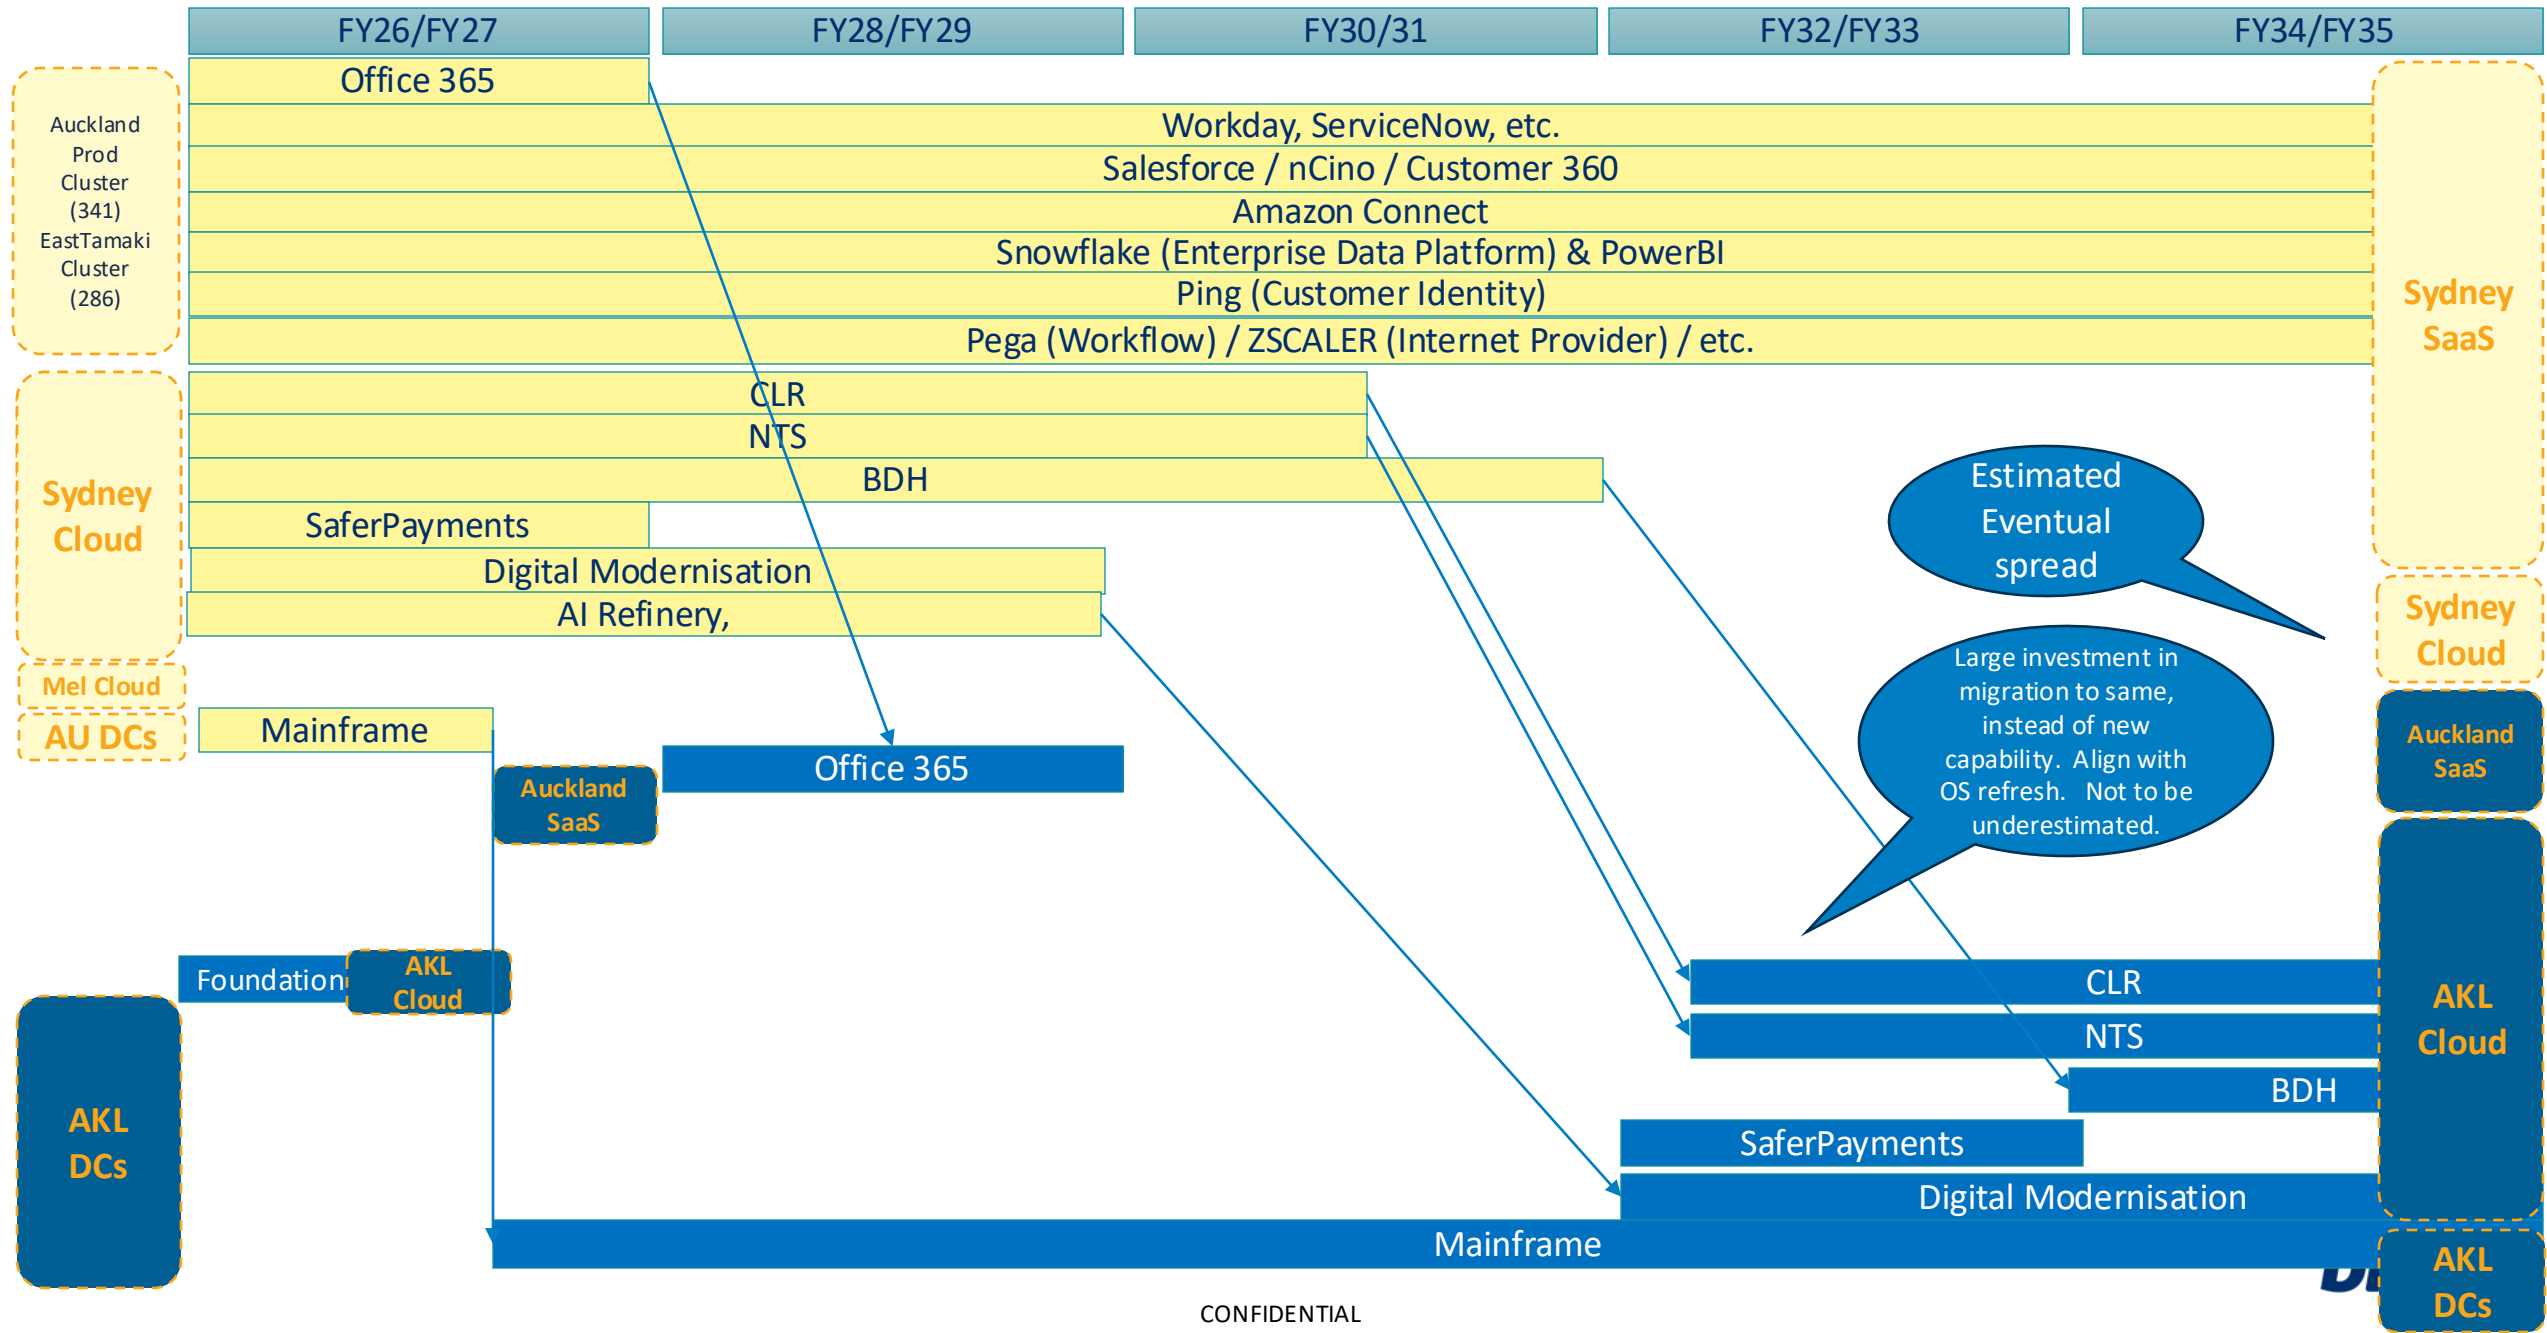 FY26/FY27
FY28/FY29
FY30/31
FY32/FY33
FY34/FY35
Auckland
Prod
Cluster
(341)
EastTamaki
Cluster
(286)
Office 365
Workday, ServiceNow, etc.
Salesforce / nCino / Customer 360
Amazon Connect
Snowflake (Enterprise Data Platform) & PowerBI
Ping (Customer Identity)
Pega (Workflow) / ZSCALER (Internet Provider) / etc.
Sydney
SaaS
Sydney
Cloud
CLR
NTS
BDH
SaferPayments
Digital Modernisation
AI Refinery,
Estimated
Eventual
spread
Sydney
Cloud
Large investment in
migration to same,
instead of new
capability. Align with
OS refresh. Not to be
underestimated.
Mel Cloud
AU DCs
Mainframe
Auckland
SaaS
Office 365
Auckland
SaaS
Foundation
AKL
Cloud
AKL
DCs
CLR
NTS
BDH
SaferPayments
Digital Modernisation
Mainframe
AKL
Cloud
AKL
DCs
CONFIDENTIAL